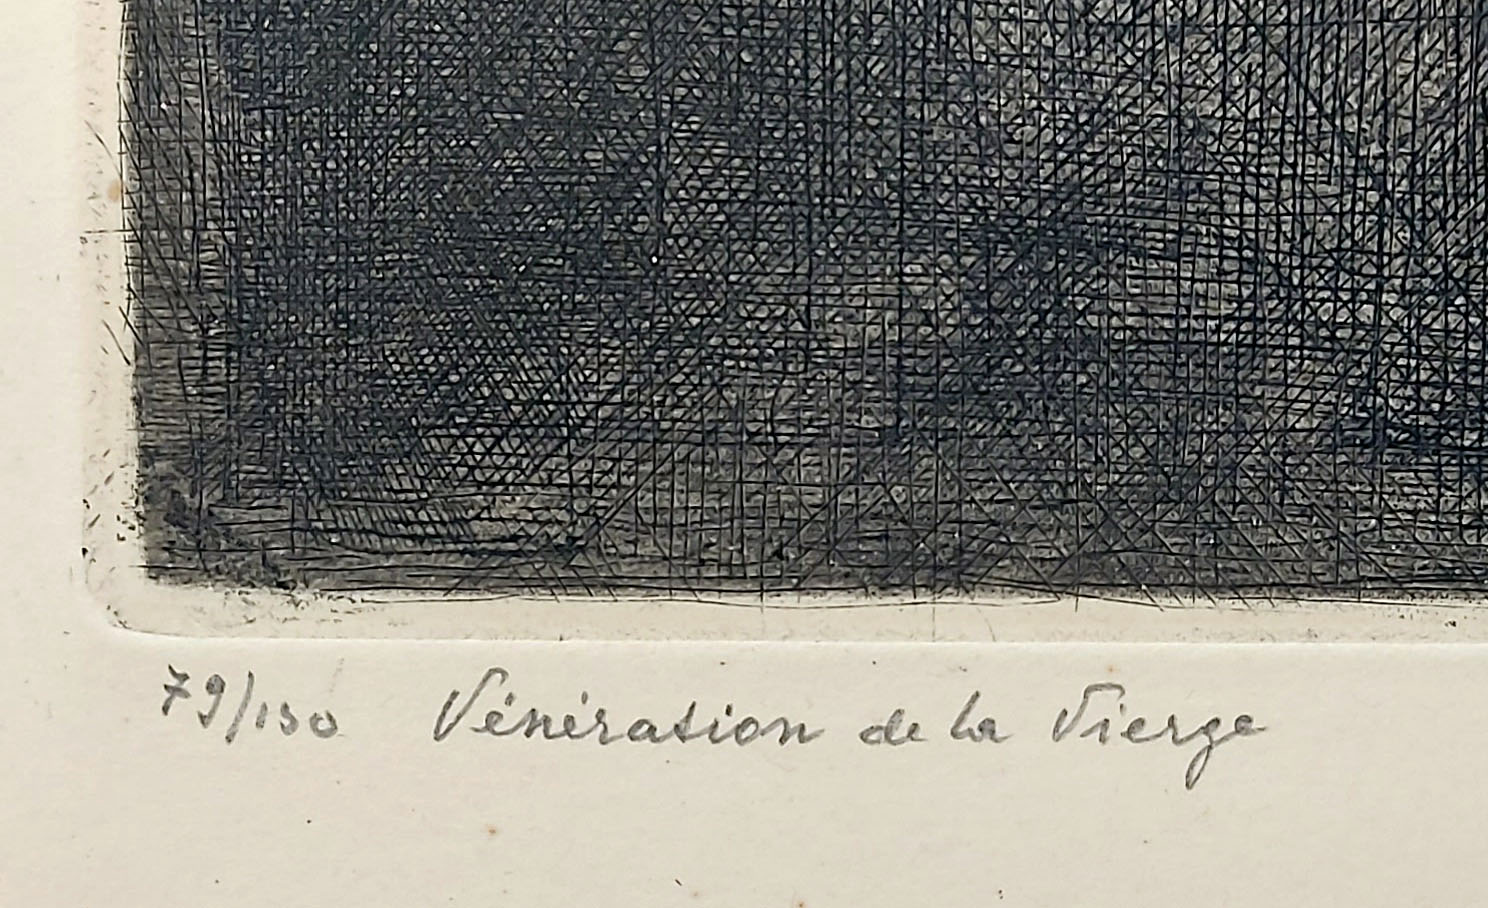 79/150 Vénération de la Vierge